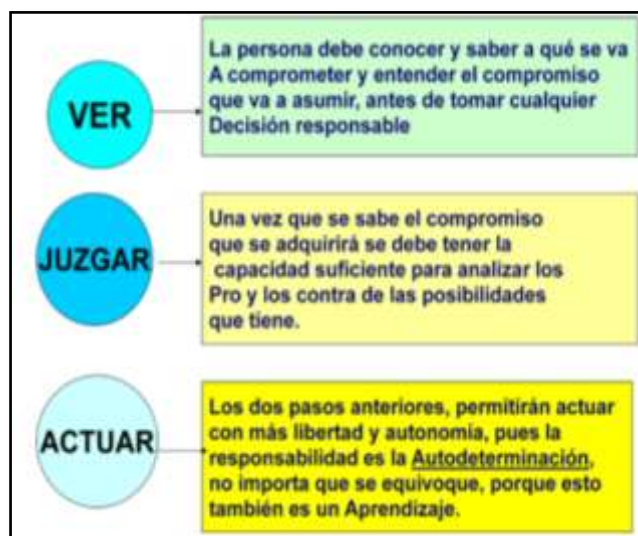 VER
La persona debe conocer y saber a qué se va
A comprometer y entender el compromiso
que va a asumir, antes de tomar cualquier
Decisión responsable
JUZGAR
Una vez que se sabe el compromiso
que se adquirirá se debe tener la
capacidad suficiente para analizar los
Pro y los contra de las posibilidades
que tiene.
ACTUAR
Los dos pasos anteriores, permitirán actuar
con más libertad y autonomía, pues la
responsabilidad es la Autodeterminación,
no importa que se equivoque, porque esto
también es un Aprendizaje.